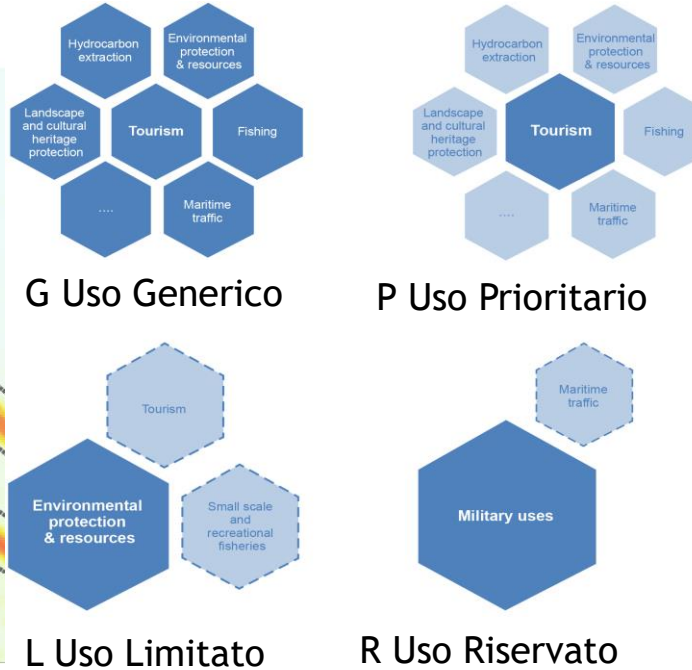 Hydrocarbon
extraction
Environmental
protection
& resources
Landscape
and cultural
heritage
protection
Tourism
Fishing
....
Maritime
traffic
G Uso Generico
Hydrocarbon
extraction
Environmental
protection
& resources
Landscape
and cultural
heritage
protection
Tourism
Fishing
....
Maritime
traffic
P Uso Prioritario
Tourism
Environmental
protection
& resources
Small scale
and
recreational
fisheries
L Uso Limitato
Maritime
traffic
Military uses
R Uso Riservato